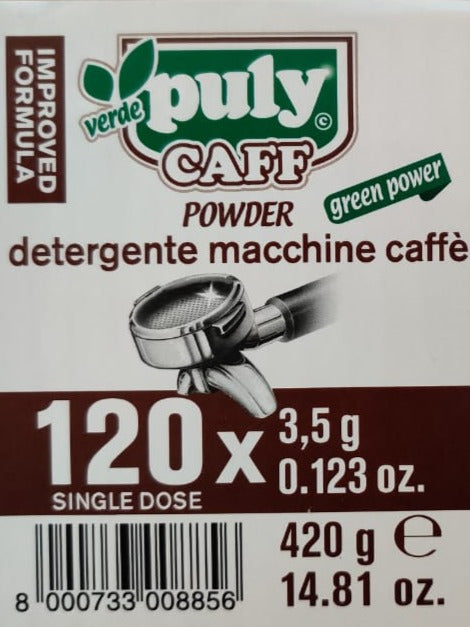 IMPROVED
FORMULA
verde
puly
©
CAFF
POWDER
green power
detergente macchine caffè
120 x
3,5 g
0.123 oz.
SINGLE DOSE
420 g ℮
14.81 oz.
8 000733 008856